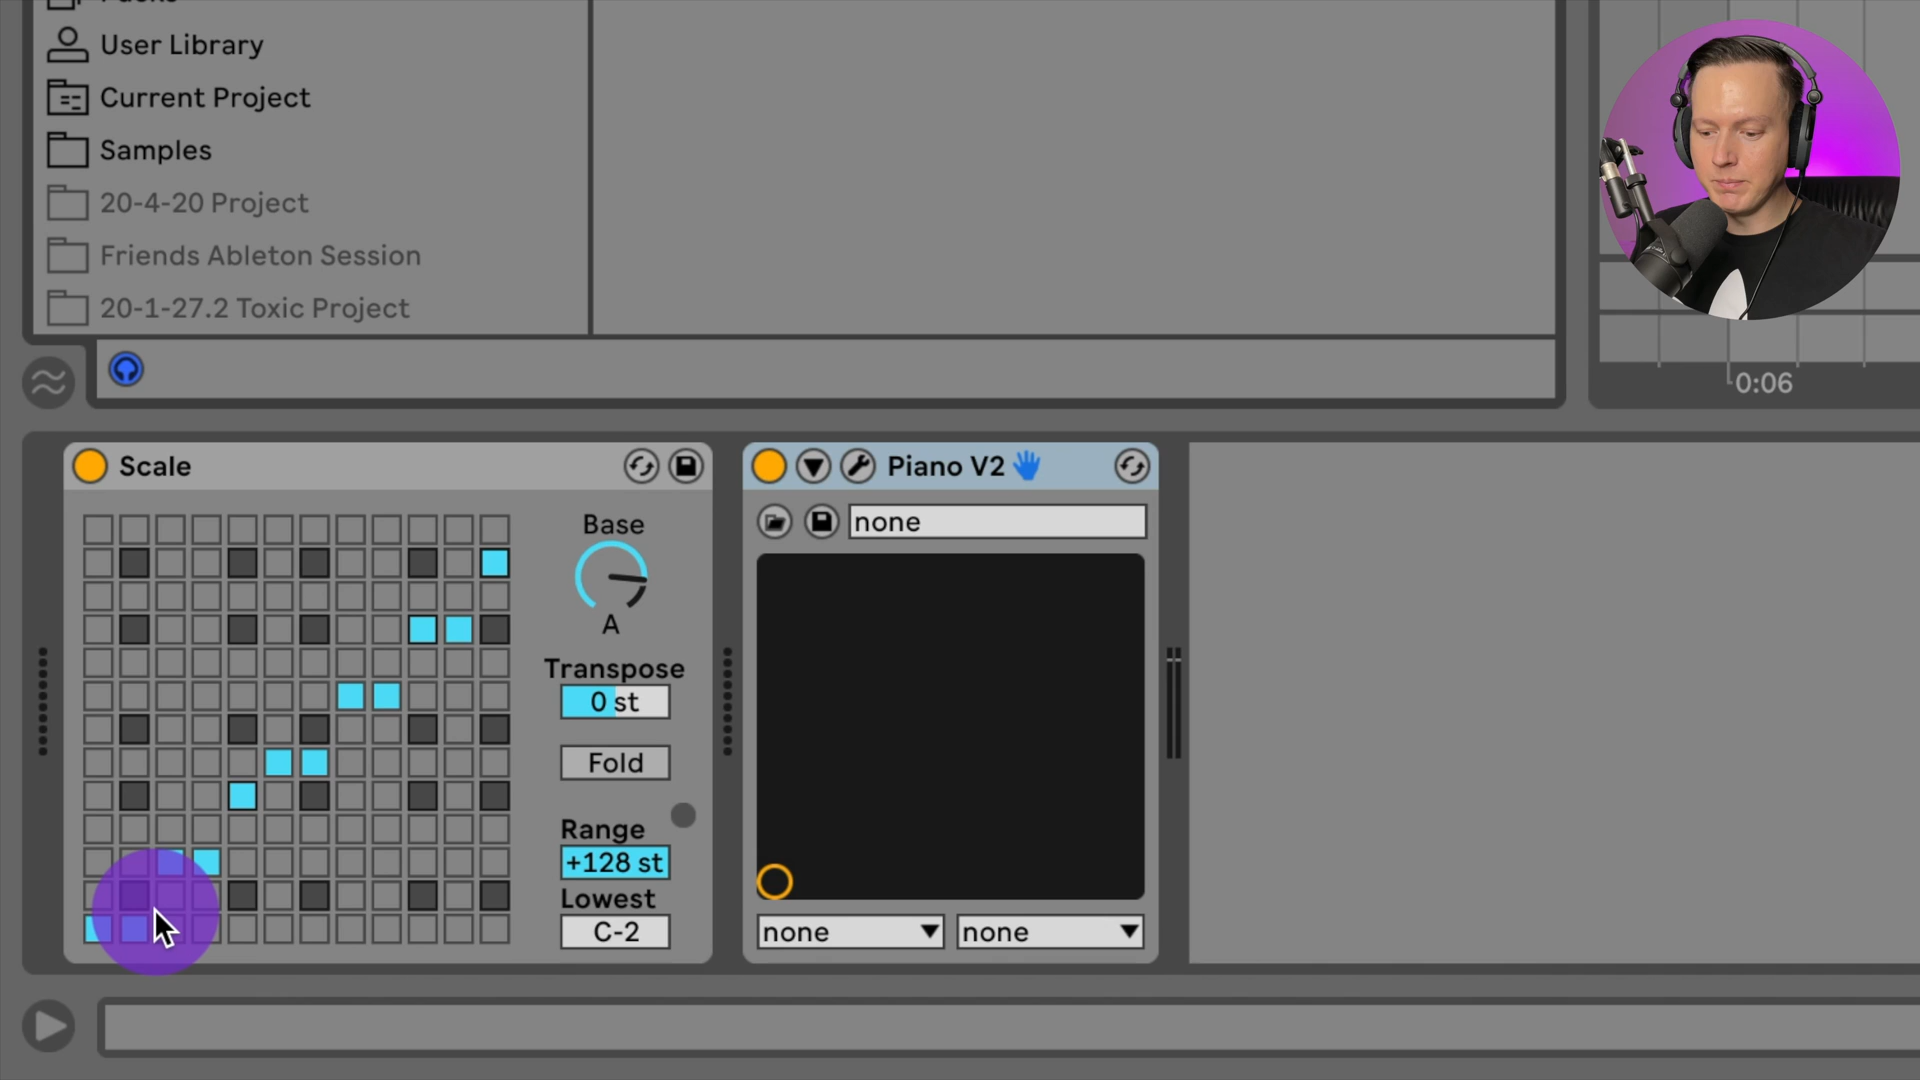 User Library
Current Project
Samples
20-4-20 Project
Friends Ableton Session
20-1-27.2 Toxic Project
0:06
Scale
Base
A
Transpose
0 st
Fold
Range
+128 st
Lowest
C-2
Piano V2
none
none
none